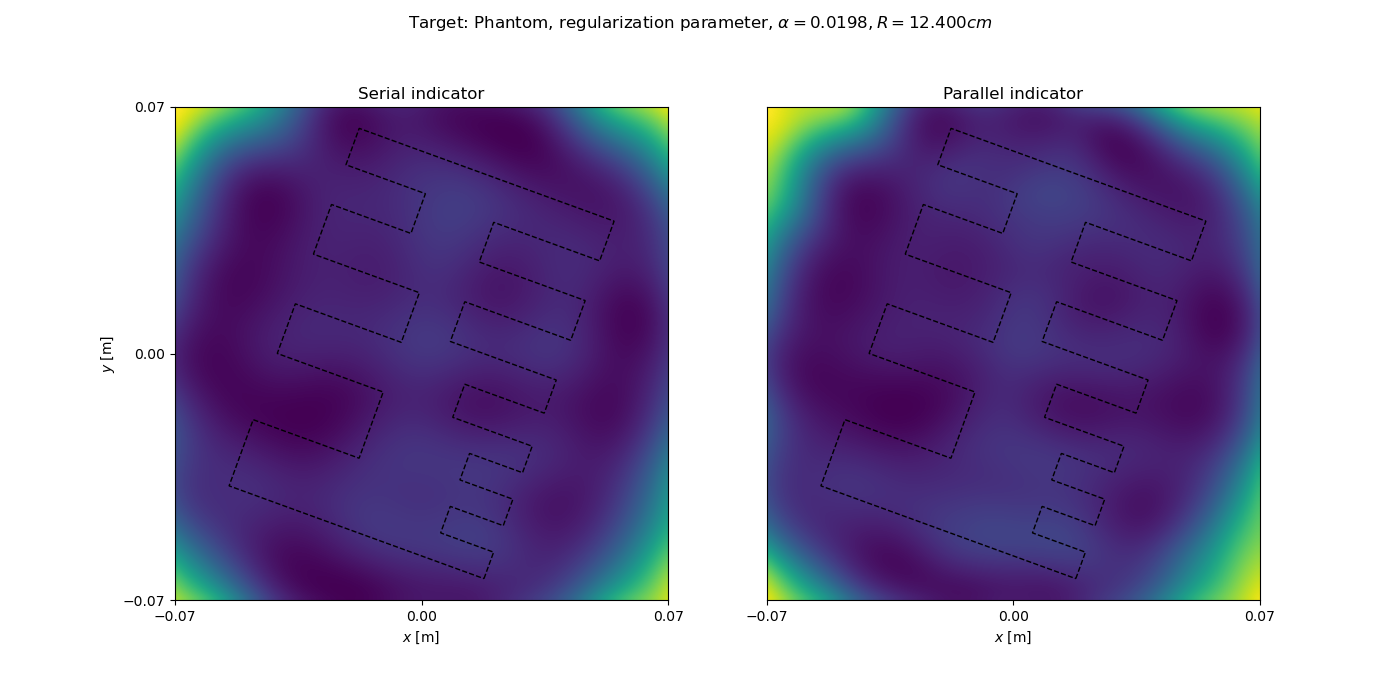 Target: Phantom, regularization parameter, α = 0.0198, R = 12.400cm
Serial indicator
Parallel indicator
0.07
0.00
−0.07
y [m]
−0.07
0.00
0.07
−0.07
0.00
0.07
x [m]
x [m]